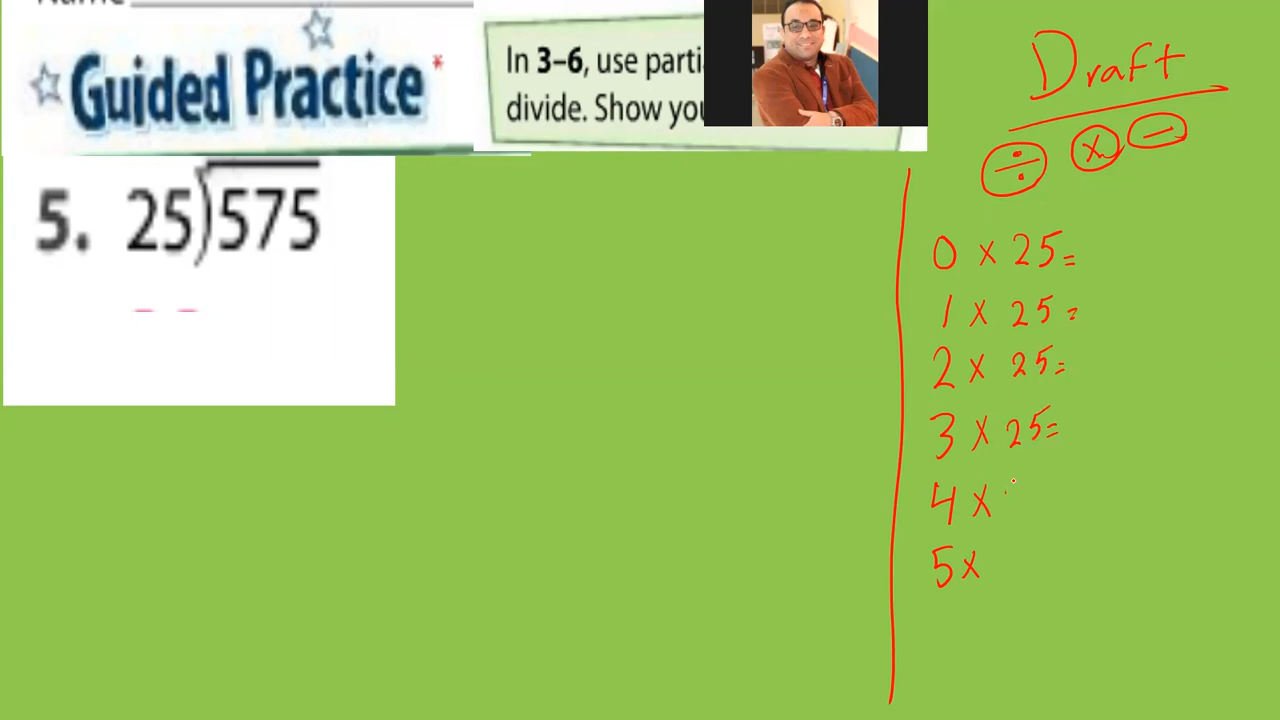 Guided Practice *
In 3–6, use parti
divide. Show you
5. 25)575
Draft
÷ × −
0 × 25=
1 × 25=
2 × 25=
3 × 25=
4 ×
5 ×